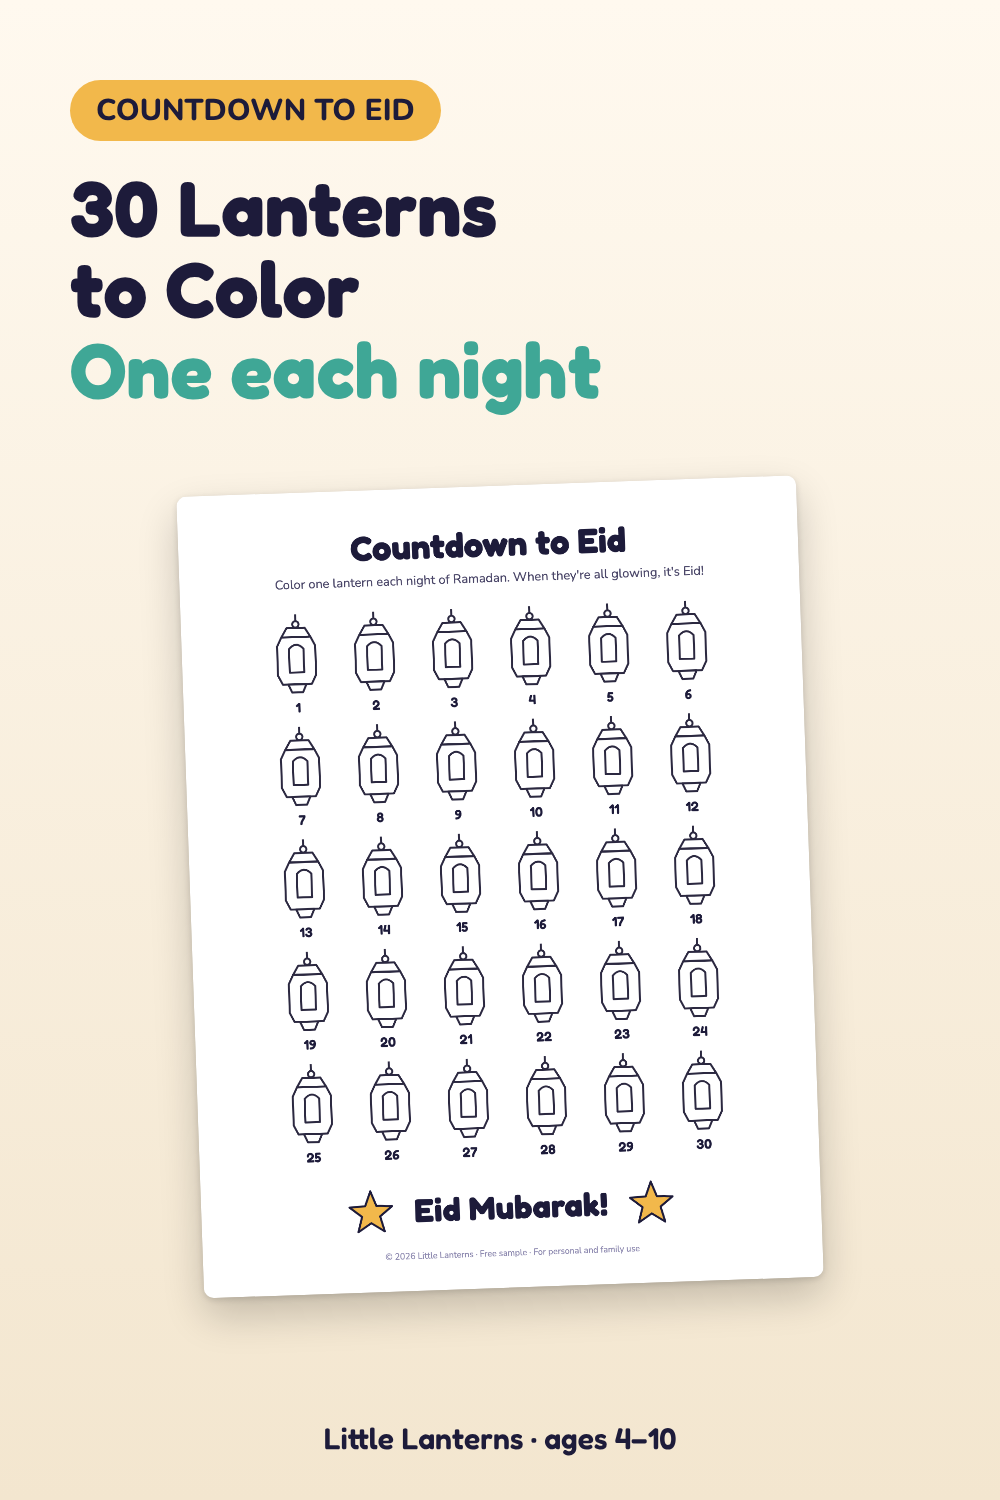 COUNTDOWN TO EID
30 Lanterns
to Color
One each night
Countdown to Eid
Color one lantern each night of Ramadan. When they're all glowing, it's Eid!
1 2 3 4 5 6
7 8 9 10 11 12
13 14 15 16 17 18
19 20 21 22 23 24
25 26 27 28 29 30
Eid Mubarak!
© 2026 Little Lanterns · Free sample · For personal and family use
Little Lanterns · ages 4–10